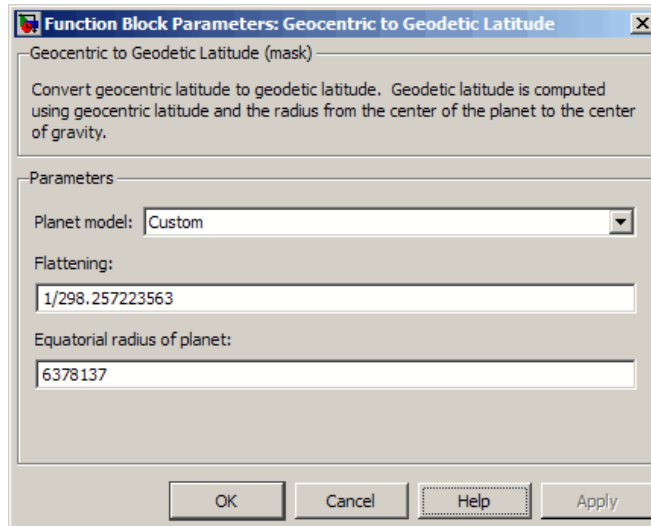 Function Block Parameters: Geocentric to Geodetic Latitude
Geocentric to Geodetic Latitude (mask)
Convert geocentric latitude to geodetic latitude.  Geodetic latitude is computed
using geocentric latitude and the radius from the center of the planet to the center
of gravity.
Parameters
Planet model: Custom
Flattening:
1/298.257223563
Equatorial radius of planet:
6378137
OK Cancel Help Apply